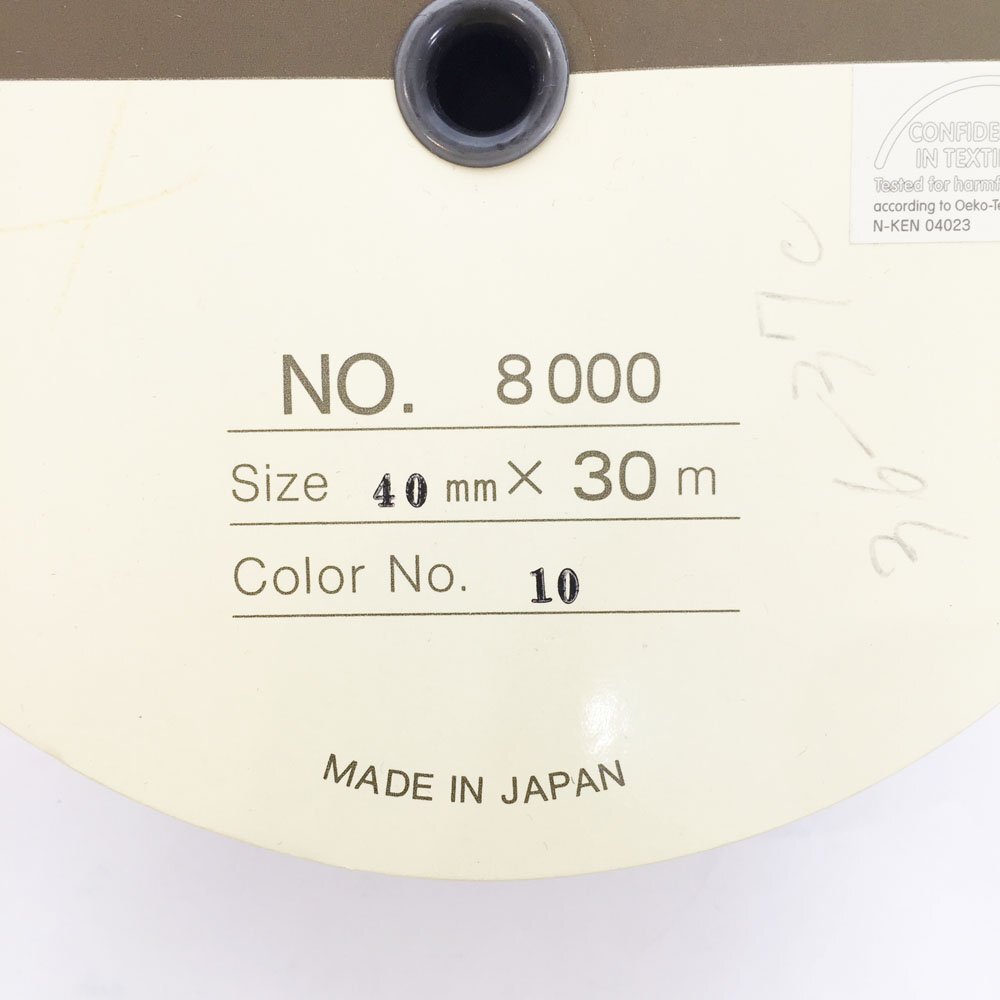 CONFIDE
IN TEXTI
Tested for harmf
according to Oeko-Te
N-KEN 04023
NO. 8000
Size 40 mm × 30 m
Color No. 10
MADE IN JAPAN